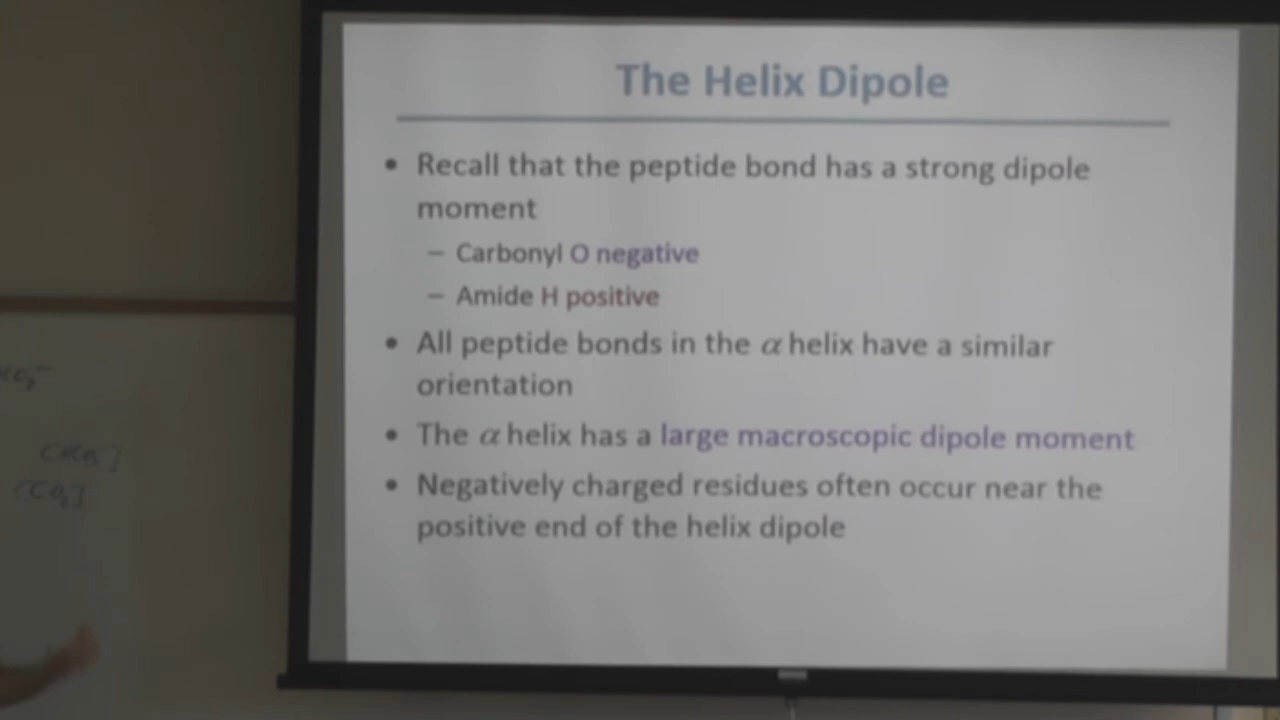 The Helix Dipole
• Recall that the peptide bond has a strong dipole
moment
– Carbonyl O negative
– Amide H positive
• All peptide bonds in the α helix have a similar
orientation
• The α helix has a large macroscopic dipole moment
• Negatively charged residues often occur near the
positive end of the helix dipole